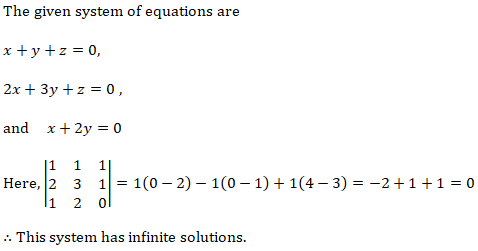 The given system of equations are
x + y + z = 0,
2x + 3y + z = 0 ,
and x + 2y = 0
Here, |1 1 1; 2 3 1; 1 2 0| = 1(0 − 2) − 1(0 − 1) + 1(4 − 3) = −2 + 1 + 1 = 0
∴ This system has infinite solutions.